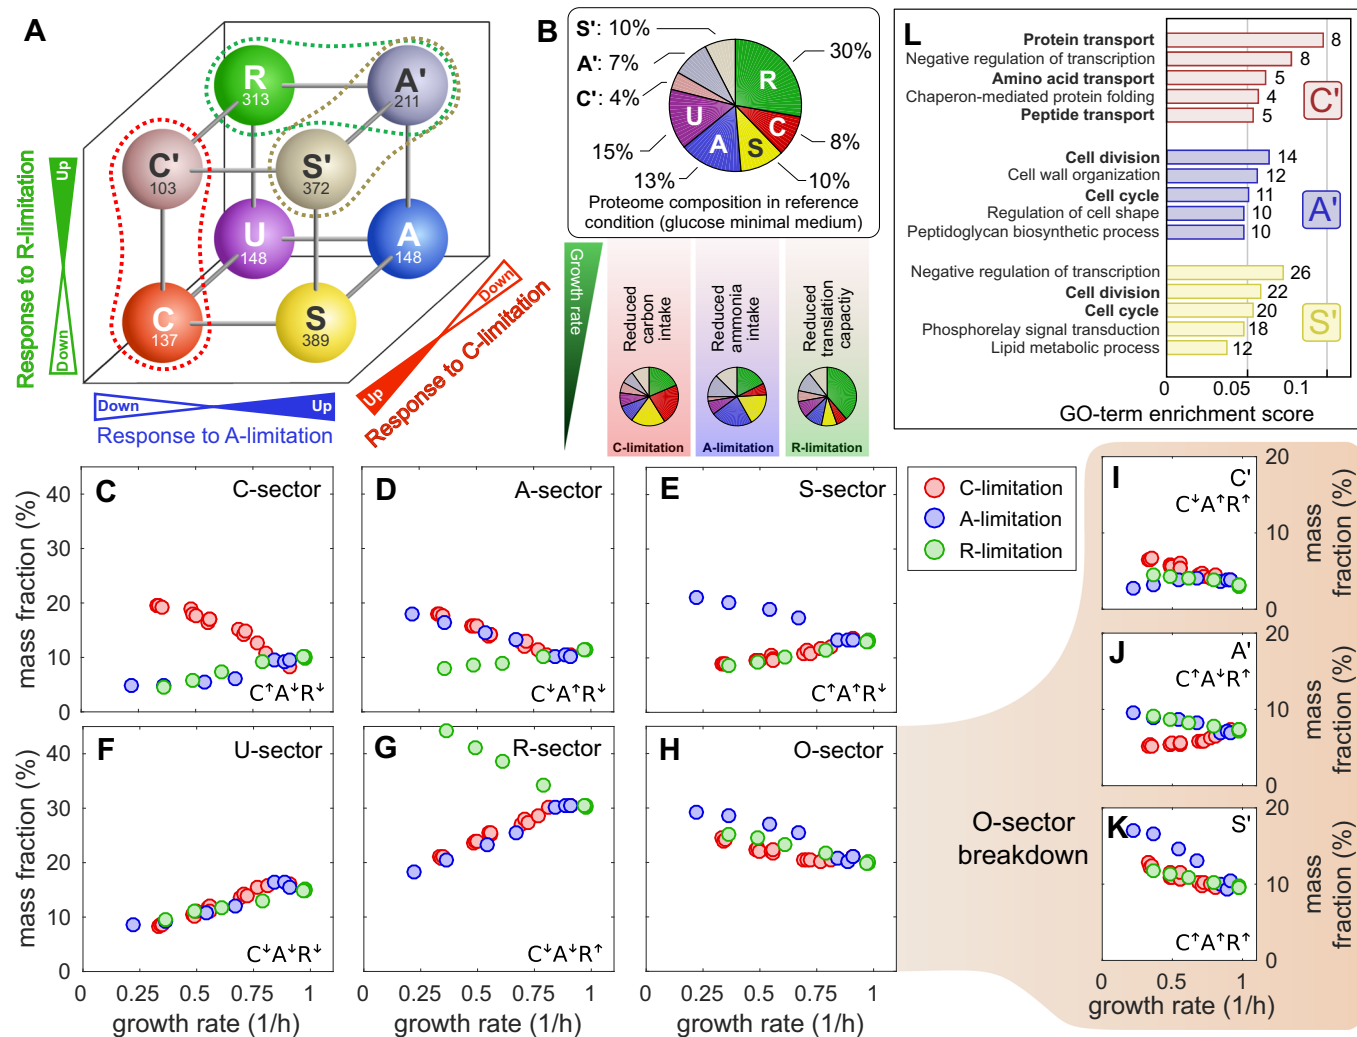 A
R
313
A'
211
C'
103
S'
372
U
148
A
148
C
137
S
389
Response to R-limitation
Up
Down
Down
Up
Response to A-limitation
Up
Down
Response to C-limitation
B
S': 10%
A': 7%
C': 4%
30%
8%
10%
13%
15%
R
C
S
A
U
Proteome composition in reference
condition (glucose minimal medium)
Growth rate
Reduced
carbon
intake
C-limitation
Reduced
ammonia
intake
A-limitation
Reduced
translation
capactly
R-limitation
L
Protein transport 8
Negative regulation of transcription 8
Amino acid transport 5
Chaperon-mediated protein folding 4
Peptide transport 5
C'
Cell division 14
Cell wall organization 12
Cell cycle 11
Regulation of cell shape 10
Peptidoglycan biosynthetic process 10
A'
Negative regulation of transcription 26
Cell division 22
Cell cycle 20
Phosphorelay signal transduction 18
Lipid metabolic process 12
S'
0 0.05 0.1
GO-term enrichment score
C
C-sector
C↑A↓R↓
mass fraction (%)
40
30
20
10
0
D
A-sector
C↓A↑R↓
E
S-sector
C↑A↑R↓
C-limitation
A-limitation
R-limitation
F
U-sector
C↓A↓R↓
mass fraction (%)
40
30
20
10
0
0 0.25 0.5 0.75 1
growth rate (1/h)
G
R-sector
C↓A↓R↑
0 0.25 0.5 0.75 1
growth rate (1/h)
H
O-sector
0 0.25 0.5 0.75 1
growth rate (1/h)
O-sector
breakdown
I
C'
C↓A↑R↑
20
10
0
mass
fraction (%)
J
A'
C↑A↓R↑
20
10
0
mass
fraction (%)
K
S'
C↑A↑R↑
20
10
0
mass
fraction (%)
0 0.5 1
growth rate (1/h)